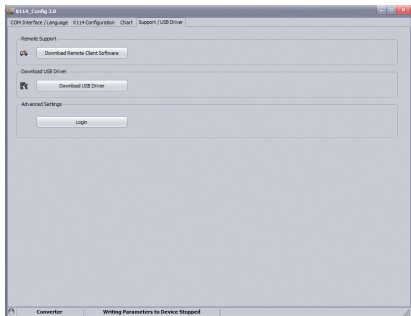 K114_Config 3.0
COM Interface / Language K114 Configuration Chart Support / USB Driver
Remote Support
Download Remote Client Software
Download USB Driver
Download USB Driver
Advanced Settings
Login
Converter Writing Parameters to Device Stopped